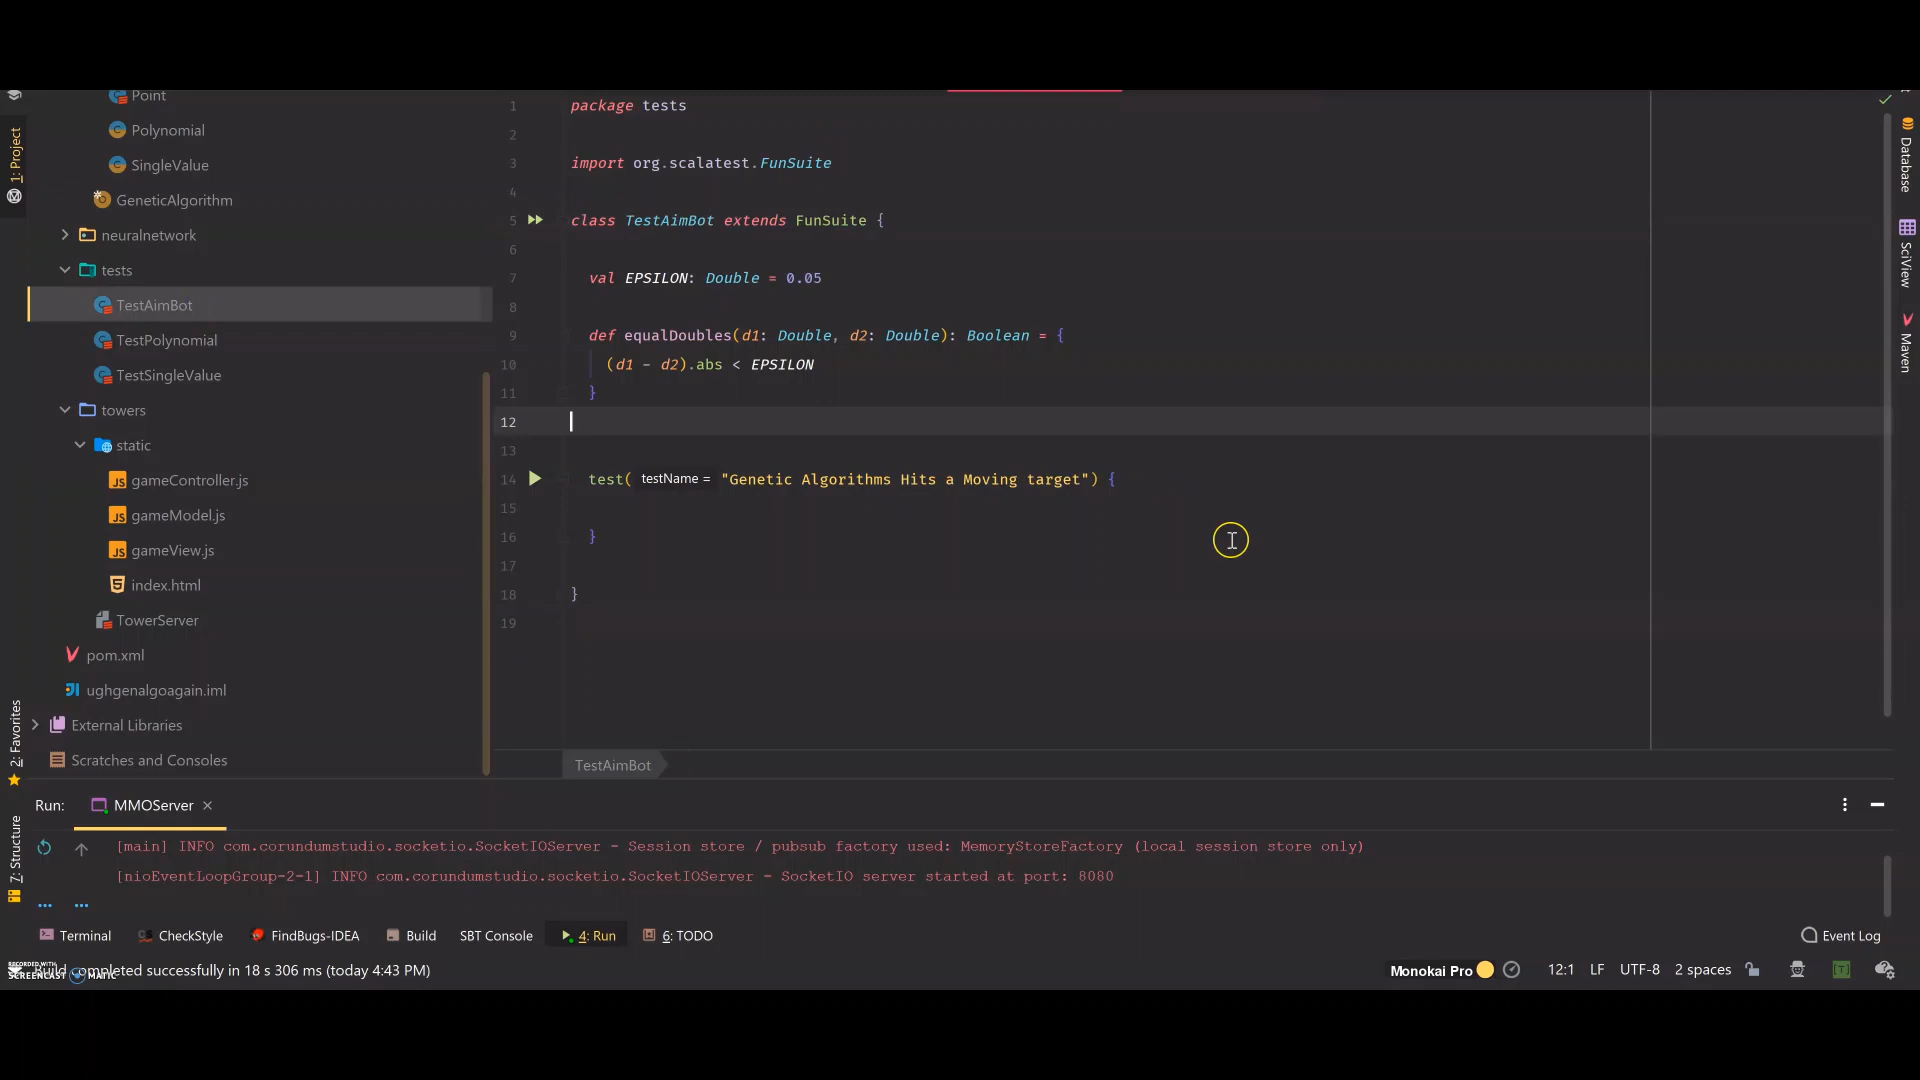 Point
Polynomial
SingleValue
GeneticAlgorithm
neuralnetwork
tests
TestAimBot
TestPolynomial
TestSingleValue
towers
static
gameController.js
gameModel.js
gameView.js
index.html
TowerServer
pom.xml
ughgenalgoagain.iml
External Libraries
Scratches and Consoles
1: Project
2: Favorites
7: Structure
1 package tests
2
3 import org.scalatest.FunSuite
4
5 class TestAimBot extends FunSuite {
6
7 val EPSILON: Double = 0.05
8
9 def equalDoubles(d1: Double, d2: Double): Boolean = {
10 (d1 - d2).abs < EPSILON
11 }
12
13
14 test( testName = "Genetic Algorithms Hits a Moving target") {
15
16 }
17
18 }
19
TestAimBot
Database
SciView
Maven
Run: MMOServer
[main] INFO com.corundumstudio.socketio.SocketIOServer - Session store / pubsub factory used: MemoryStoreFactory (local session store only)
[nioEventLoopGroup-2-1] INFO com.corundumstudio.socketio.SocketIOServer - SocketIO server started at port: 8080
Terminal CheckStyle FindBugs-IDEA Build SBT Console 4: Run 6: TODO Event Log
Build completed successfully in 18 s 306 ms (today 4:43 PM) Monokai Pro 12:1 LF UTF-8 2 spaces
RECORDED WITH
SCREENCAST MATIC